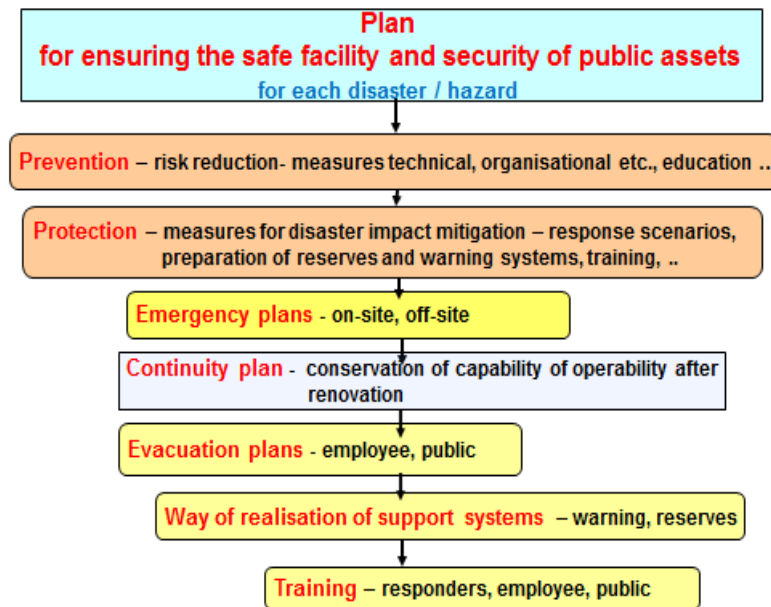 Plan
for ensuring the safe facility and security of public assets
for each disaster / hazard
Prevention – risk reduction- measures technical, organisational etc., education ..
Protection – measures for disaster impact mitigation – response scenarios,
preparation of reserves and warning systems, training, ..
Emergency plans - on-site, off-site
Continuity plan - conservation of capability of operability after
renovation
Evacuation plans - employee, public
Way of realisation of support systems – warning, reserves
Training – responders, employee, public